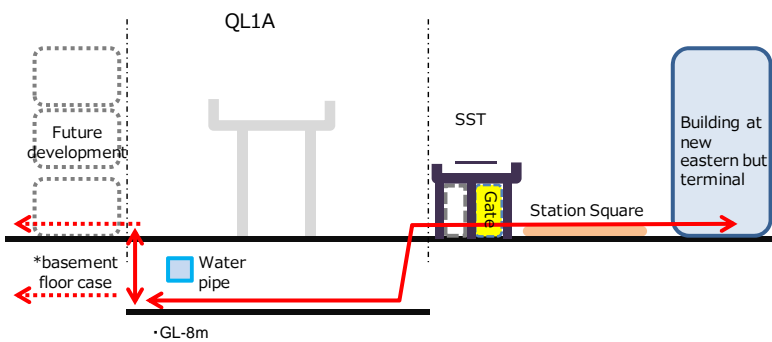 QL1A
SST
Future
development
Building at
new
eastern but
terminal
Gate
Station Square
*basement
floor case
Water
pipe
・GL-8m